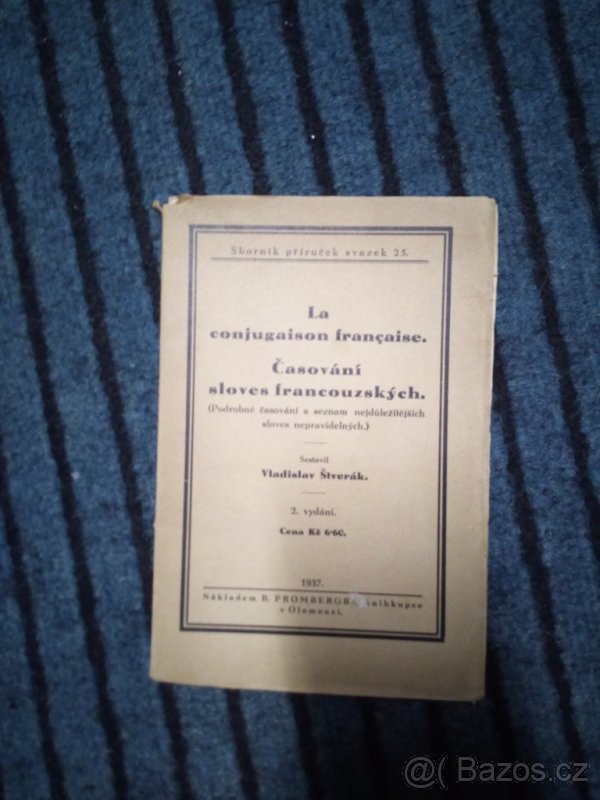 Sborník příruček svazek 25.
La
conjugaison française.
Časování
sloves francouzských.
(Podrobné časování a seznam nejdůležitějších
sloves nepravidelných.)
Sestavil
Vladislav Štverák.
2. vydání.
Cena Kč 6·60.
1937.
Nákladem R. PROMBERGRA, knihkupce
v Olomouci.
@( Bazos.cz